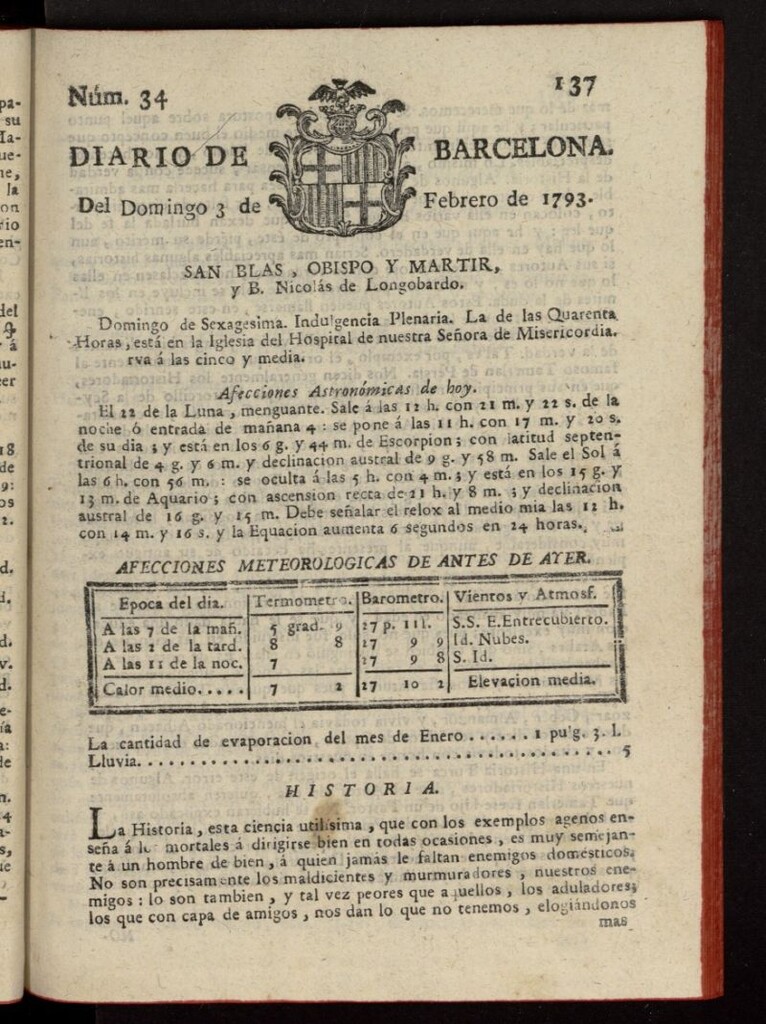 Núm. 34
137
DIARIO DE BARCELONA.
Del Domingo 3 de Febrero de 1793.
SAN BLAS, OBISPO Y MARTIR,
y B. Nicolás de Longobardo.
Domingo de Sexagesima. Indulgencia Plenaria. La de las Quarenta
Horas, está en la Iglesia del Hospital de nuestra Señora de Misericordia.
rva á las cinco y media.
Afecciones Astronómicas de hoy.
El 22 de la Luna, menguante. Sale á las 12 h. con 21 m. y 22 s. de la
noche ó entrada de mañana 4: se pone á las 11 h. con 17 m. y 20 s.
de su dia; y está en los 6 g. y 44 m. de Escorpion; con latitud septen-
trional de 4 g. y 6 m. y declinacion austral de 9 g. y 58 m. Sale el Sol á
las 6 h. con 56 m.: se oculta á las 5 h. con 4 m.; y está en los 15 g. y
13 m. de Aquario; con ascension recta de 21 h. y 8 m.; y declinacion
austral de 16 g. y 15 m. Debe señalar el relox al medio mia las 12 h.
con 14 m. y 16 s. y la Equacion aumenta 6 segundos en 24 horas.
AFECCIONES METEOROLOGICAS DE ANTES DE AYER.
Epoca del dia. Termometro. Barometro. Vientos y Atmosf.
A las 7 de la mañ. 5 grad. 9 27 p. 11 l. S.S. E.Entrecubierto.
A las 2 de la tard. 8 8 27 9 9 Id. Nubes.
A las 11 de la noc. 7 27 9 8 S. Id.
Calor medio..... 7 2 27 10 2 Elevacion media.
La cantidad de evaporacion del mes de Enero...... 1 pulg. 3. l.
Lluvia............................................ 5
HISTORIA.
La Historia, esta ciencia utilísima, que con los exemplos agenos en-
seña á los mortales á dirigirse bien en todas ocasiones, es muy semejan-
te á un hombre de bien, á quien jamás le faltan enemigos domésticos.
No son precisamente los maldicientes y murmuradores, nuestros ene-
migos: lo son tambien, y tal vez peores que aquellos, los aduladores;
los que con capa de amigos, nos dan lo que no tenemos, elogiándonos
mas